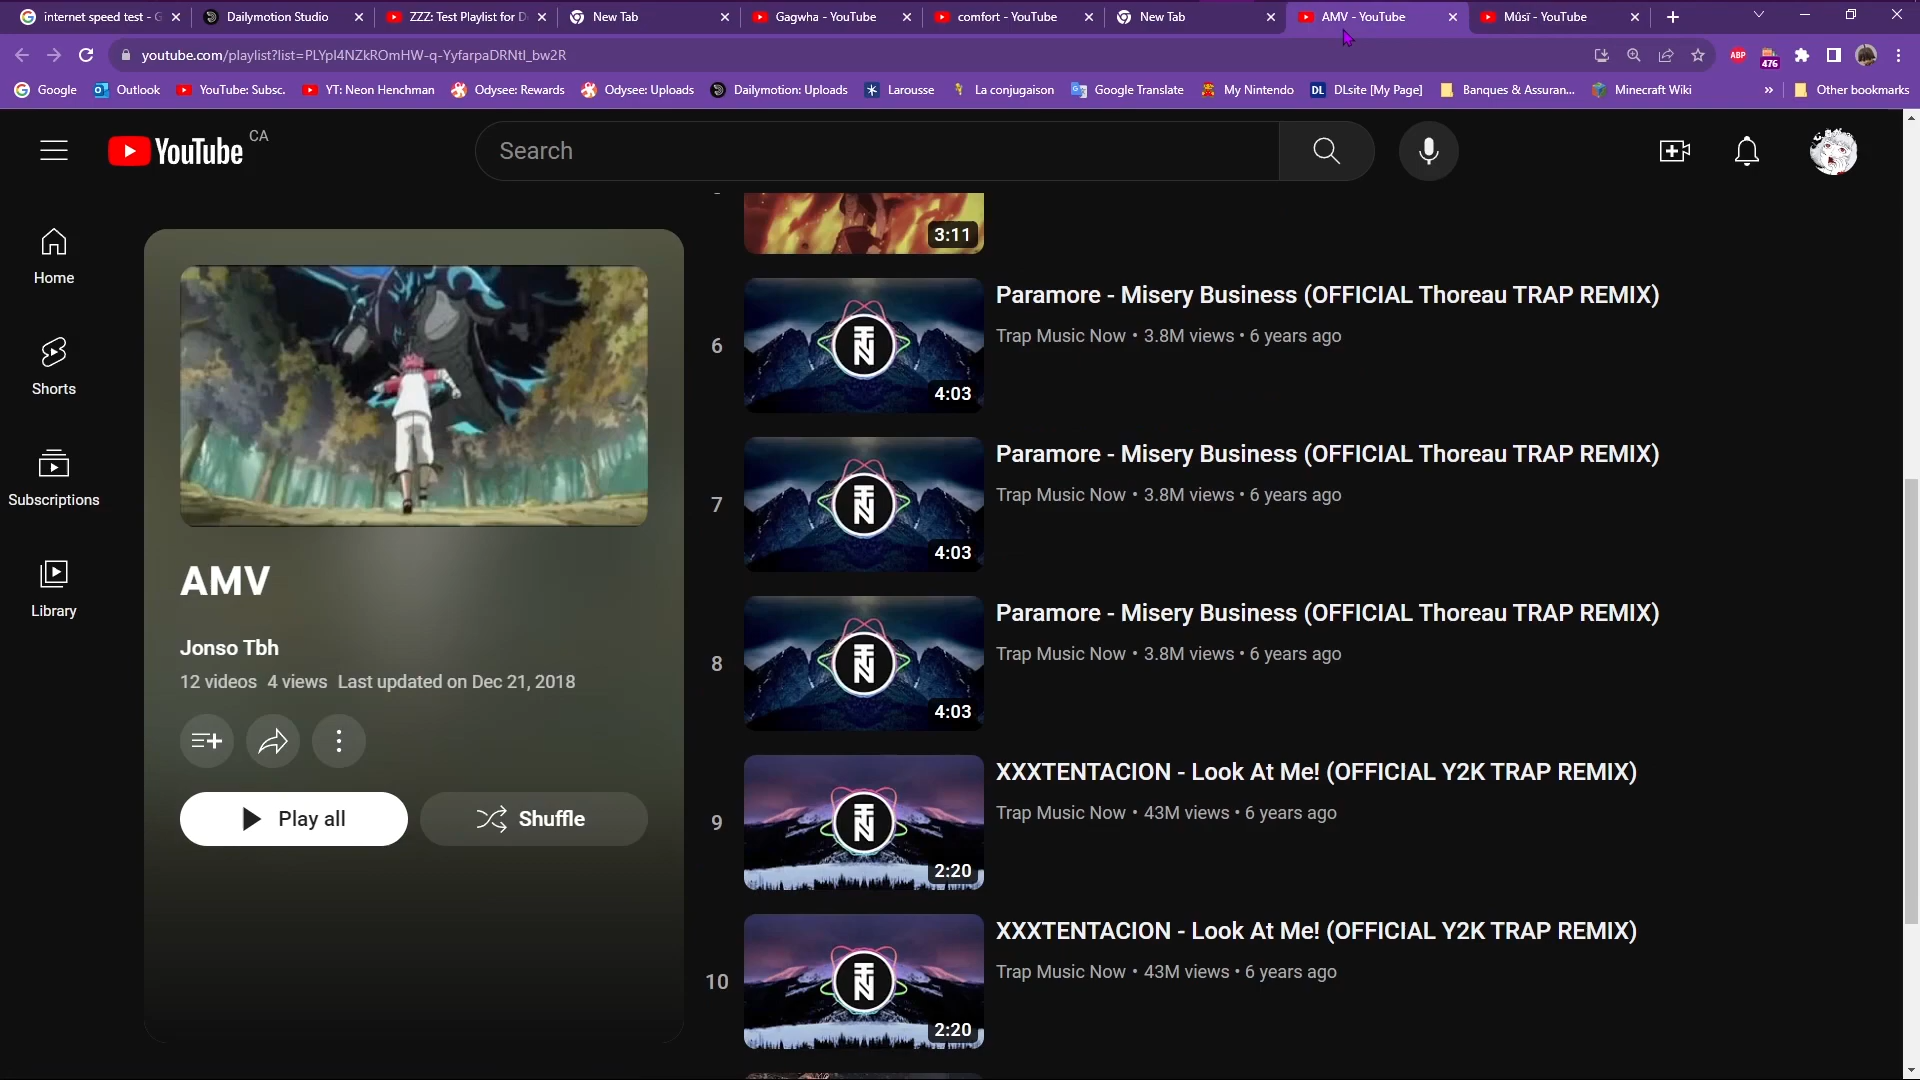 internet speed test - G
Dailymotion Studio
ZZZ: Test Playlist for D
New Tab
Gagwha - YouTube
comfort - YouTube
New Tab
AMV - YouTube
Mûsï - YouTube
youtube.com/playlist?list=PLYpl4NZkROmHW-q-YyfarpaDRNtI_bw2R
ABP
476
Google
Outlook
YouTube: Subsc.
YT: Neon Henchman
Odysee: Rewards
Odysee: Uploads
Dailymotion: Uploads
Larousse
La conjugaison
Google Translate
My Nintendo
DL
DLsite [My Page]
Banques & Assuran...
Minecraft Wiki
»
Other bookmarks
YouTube CA
Search
Home
Shorts
Subscriptions
Library
AMV
Jonso Tbh
12 videos 4 views Last updated on Dec 21, 2018
Play all
Shuffle
3:11
6
4:03
Paramore - Misery Business (OFFICIAL Thoreau TRAP REMIX)
Trap Music Now • 3.8M views • 6 years ago
7
4:03
Paramore - Misery Business (OFFICIAL Thoreau TRAP REMIX)
Trap Music Now • 3.8M views • 6 years ago
8
4:03
Paramore - Misery Business (OFFICIAL Thoreau TRAP REMIX)
Trap Music Now • 3.8M views • 6 years ago
9
2:20
XXXTENTACION - Look At Me! (OFFICIAL Y2K TRAP REMIX)
Trap Music Now • 43M views • 6 years ago
10
2:20
XXXTENTACION - Look At Me! (OFFICIAL Y2K TRAP REMIX)
Trap Music Now • 43M views • 6 years ago